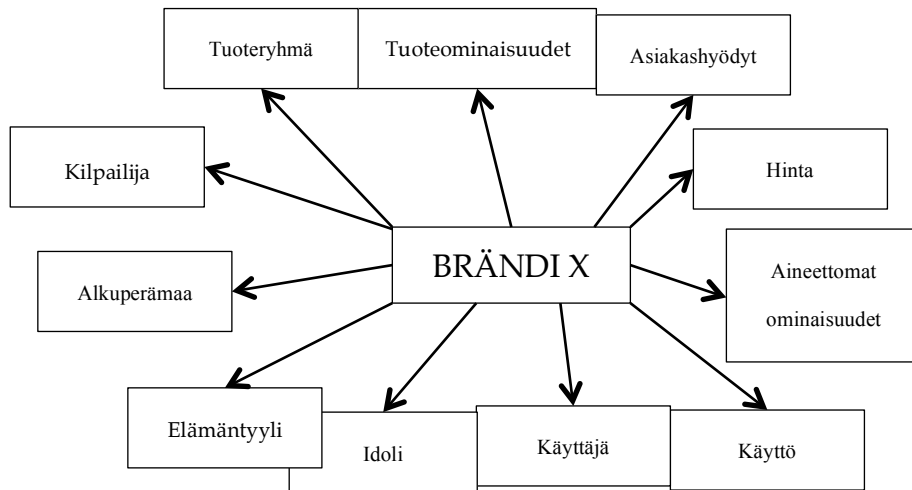 Tuoteryhmä
Tuoteominaisuudet
Asiakashyödyt
Kilpailija
Hinta
BRÄNDI X
Alkuperämaa
Aineettomat
ominaisuudet
Elämäntyyli
Idoli
Käyttäjä
Käyttö